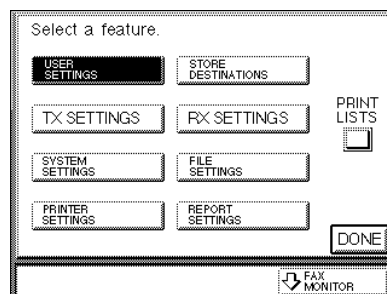 Select a feature.
USER
SETTINGS
STORE
DESTINATIONS
TX SETTINGS
RX SETTINGS
PRINT
LISTS
SYSTEM
SETTINGS
FILE
SETTINGS
PRINTER
SETTINGS
REPORT
SETTINGS
DONE
FAX
MONITOR